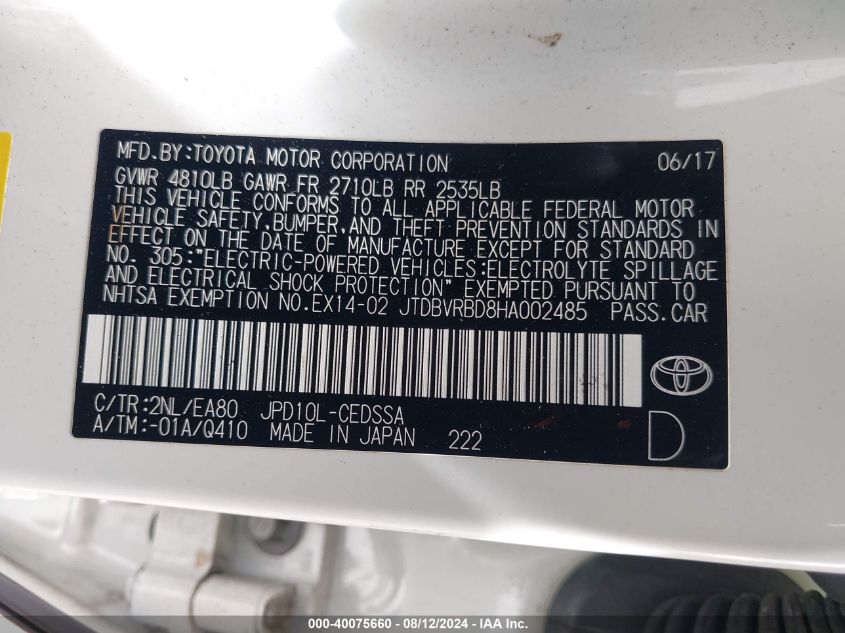 MFD.BY:TOYOTA MOTOR CORPORATION 06/17
GVWR 4810LB GAWR FR 2710LB RR 2535LB
THIS VEHICLE CONFORMS TO ALL APPLICABLE FEDERAL MOTOR
VEHICLE SAFETY,BUMPER,AND THEFT PREVENTION STANDARDS IN
EFFECT ON THE DATE OF MANUFACTURE EXCEPT FOR STANDARD
NO. 305:"ELECTRIC-POWERED VEHICLES:ELECTROLYTE SPILLAGE
AND ELECTRICAL SHOCK PROTECTION" EXEMPTED PURSUANT TO
NHTSA EXEMPTION NO.EX14-02 JTDBVRBD8HA002485 PASS.CAR
C/TR:2NL/EA80 JPD10L-CEDSSA
A/TM:-01A/Q410 MADE IN JAPAN 222
D
000-40075660 - 08/12/2024 - IAA Inc.